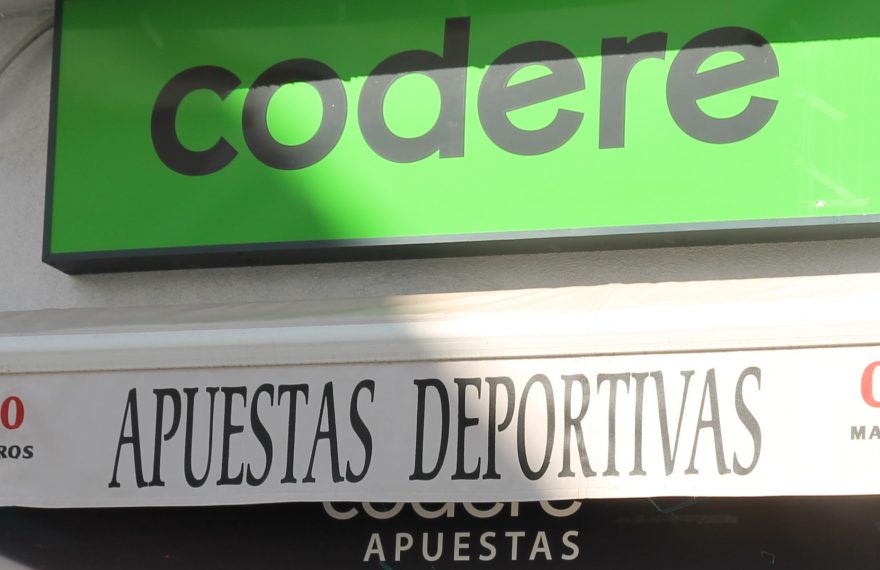 codere
APUESTAS DEPORTIVAS
codere
APUESTAS